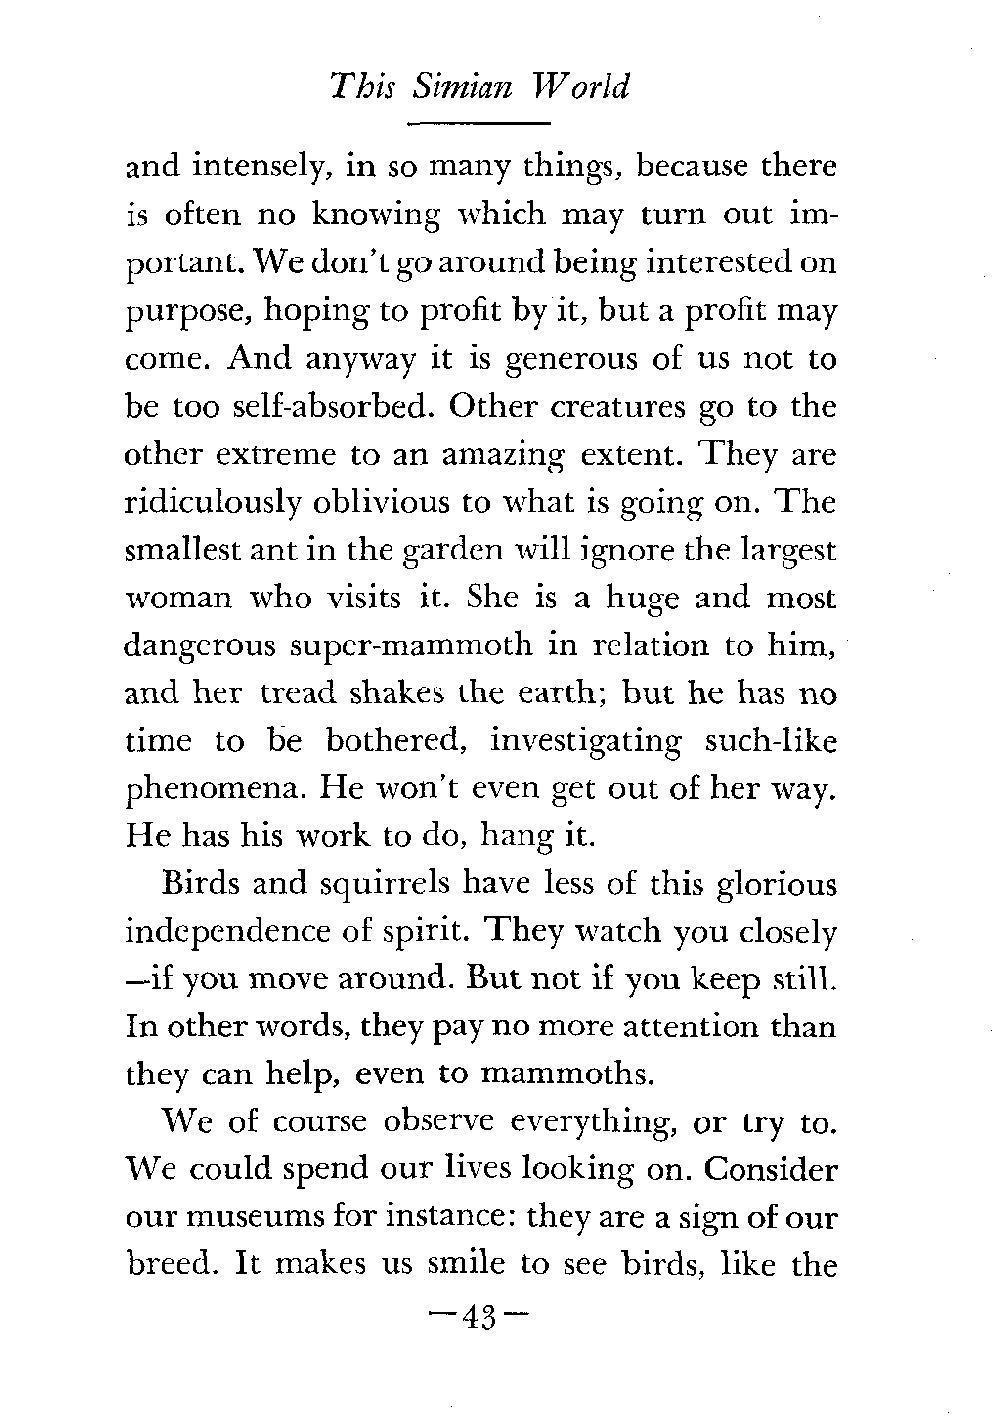 This Simian World
and intensely, in so many things, because there
is often no knowing which may turn out im-
portant. We don't go around being interested on
purpose, hoping to profit by it, but a profit may
come. And anyway it is generous of us not to
be too self-absorbed. Other creatures go to the
other extreme to an amazing extent. They are
ridiculously oblivious to what is going on. The
smallest ant in the garden will ignore the largest
woman who visits it. She is a huge and most
dangerous super-mammoth in relation to him,
and her tread shakes the earth; but he has no
time to be bothered, investigating such-like
phenomena. He won't even get out of her way.
He has his work to do, hang it.
Birds and squirrels have less of this glorious
independence of spirit. They watch you closely
—if you move around. But not if you keep still.
In other words, they pay no more attention than
they can help, even to mammoths.
We of course observe everything, or try to.
We could spend our lives looking on. Consider
our museums for instance: they are a sign of our
breed. It makes us smile to see birds, like the
—43—